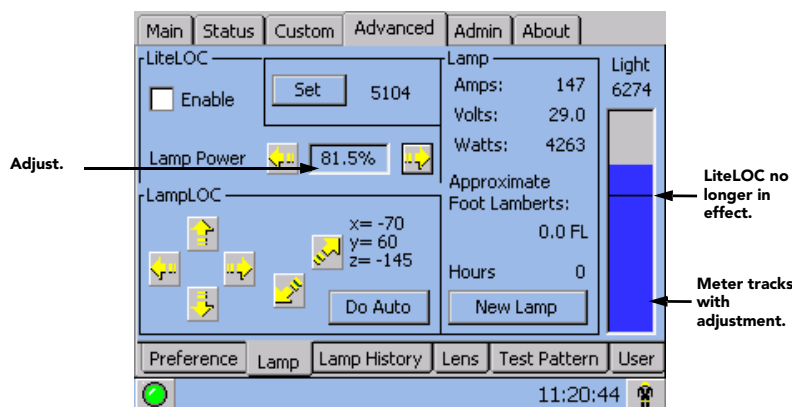 Main Status Custom Advanced Admin About
LiteLOC
Enable
Set 5104
Lamp Power 81.5%
Adjust.
LampLOC
x= -70
y= 60
z= -145
Do Auto
Lamp
Amps: 147
Volts: 29.0
Watts: 4263
Approximate
Foot Lamberts:
0.0 FL
Hours 0
New Lamp
Light
6274
LiteLOC no
longer in
effect.
Meter tracks
with
adjustment.
Preference Lamp Lamp History Lens Test Pattern User
11:20:44